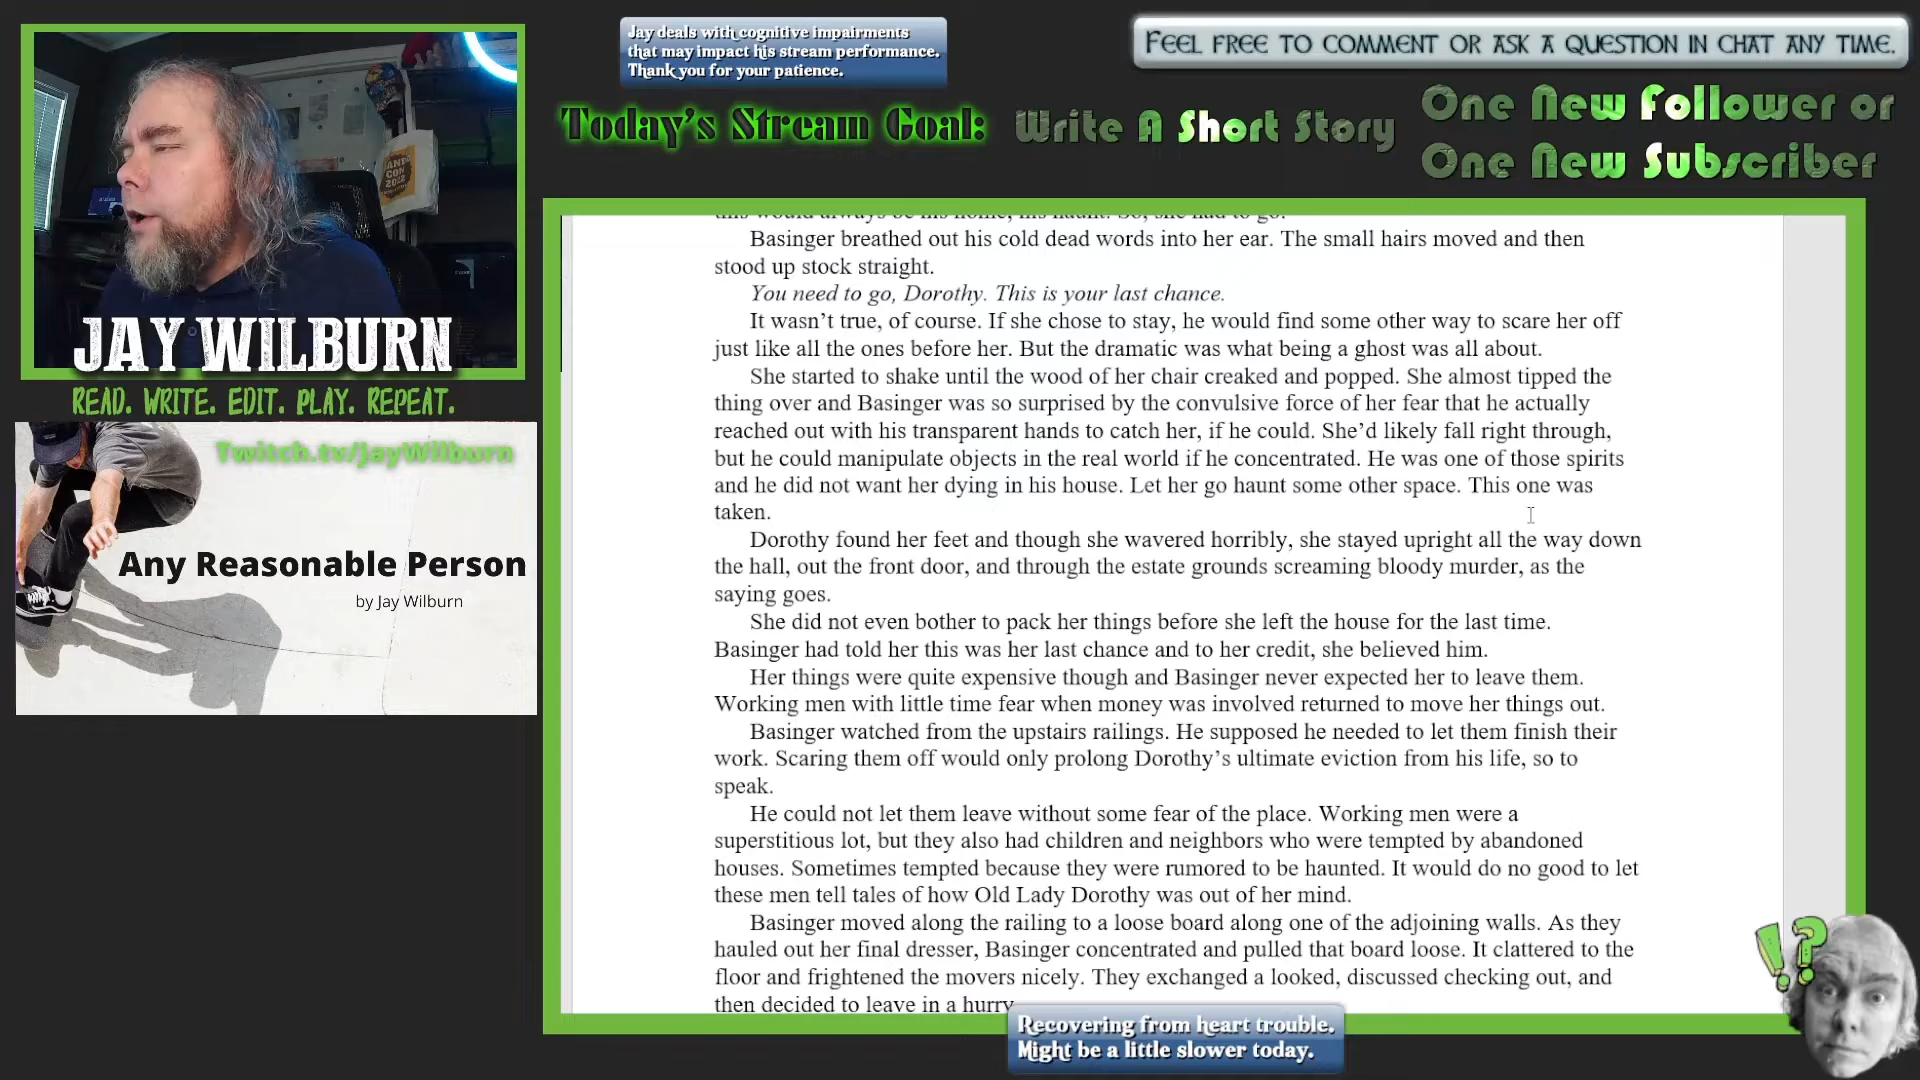 Jay deals with cognitive impairments
that may impact his stream performance.
Thank you for your patience.
Feel free to comment or ask a question in chat any time.
Today's Stream Goal:
Write A Short Story
One New Follower or
One New Subscriber
BAND
CON
2022
JAY WILBURN
READ. WRITE. EDIT. PLAY. REPEAT.
Twitch.tv/JayWilburn
Any Reasonable Person
by Jay Wilburn
this would always be his home, his haunt. So, she had to go.
Basinger breathed out his cold dead words into her ear. The small hairs moved and then
stood up stock straight.
You need to go, Dorothy. This is your last chance.
It wasn't true, of course. If she chose to stay, he would find some other way to scare her off
just like all the ones before her. But the dramatic was what being a ghost was all about.
She started to shake until the wood of her chair creaked and popped. She almost tipped the
thing over and Basinger was so surprised by the convulsive force of her fear that he actually
reached out with his transparent hands to catch her, if he could. She'd likely fall right through,
but he could manipulate objects in the real world if he concentrated. He was one of those spirits
and he did not want her dying in his house. Let her go haunt some other space. This one was
taken.
Dorothy found her feet and though she wavered horribly, she stayed upright all the way down
the hall, out the front door, and through the estate grounds screaming bloody murder, as the
saying goes.
She did not even bother to pack her things before she left the house for the last time.
Basinger had told her this was her last chance and to her credit, she believed him.
Her things were quite expensive though and Basinger never expected her to leave them.
Working men with little time fear when money was involved returned to move her things out.
Basinger watched from the upstairs railings. He supposed he needed to let them finish their
work. Scaring them off would only prolong Dorothy's ultimate eviction from his life, so to
speak.
He could not let them leave without some fear of the place. Working men were a
superstitious lot, but they also had children and neighbors who were tempted by abandoned
houses. Sometimes tempted because they were rumored to be haunted. It would do no good to let
these men tell tales of how Old Lady Dorothy was out of her mind.
Basinger moved along the railing to a loose board along one of the adjoining walls. As they
hauled out her final dresser, Basinger concentrated and pulled that board loose. It clattered to the
floor and frightened the movers nicely. They exchanged a looked, discussed checking out, and
then decided to leave in a hurry
!?
Recovering from heart trouble.
Might be a little slower today.